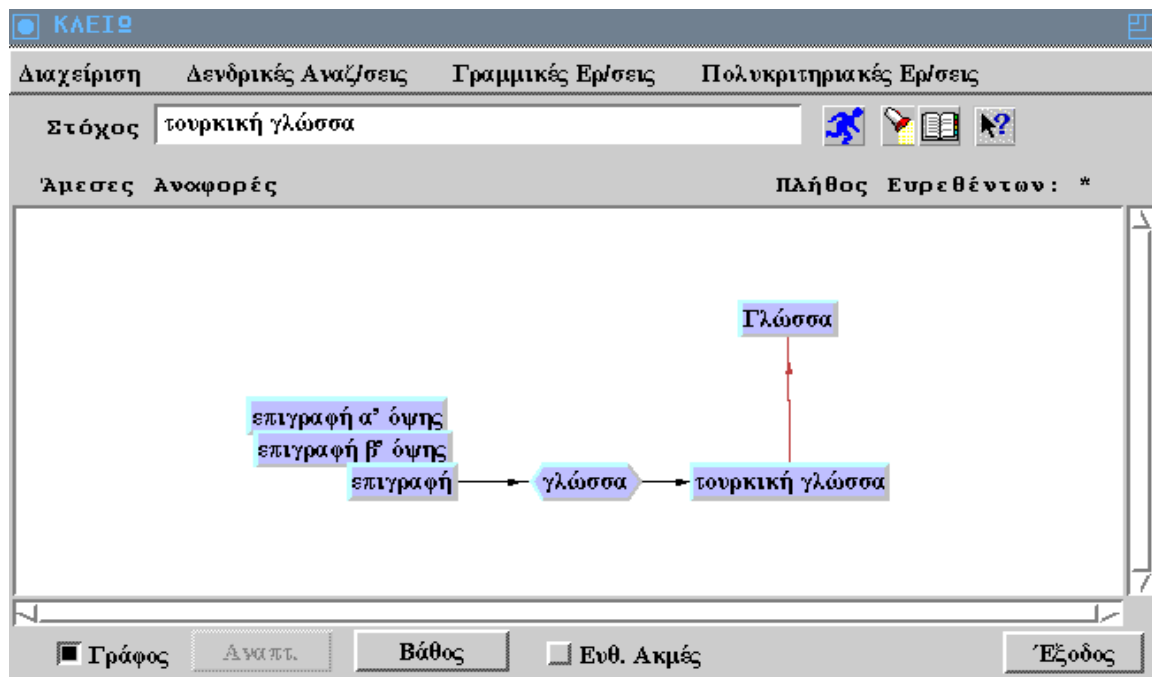 ΚΛΕΙΩ
Διαχείριση Δενδρικές Αναζ/σεις Γραμμικές Ερ/σεις Πολυκριτηριακές Ερ/σεις
Στόχος τουρκική γλώσσα
Άμεσες Αναφορές Πλήθος Ευρεθέντων: *
Γλώσσα
επιγραφή α' όψης
επιγραφή β' όψης
επιγραφή γλώσσα τουρκική γλώσσα
Γράφος Αναπτ. Βάθος Ευθ. Ακμές Έξοδος